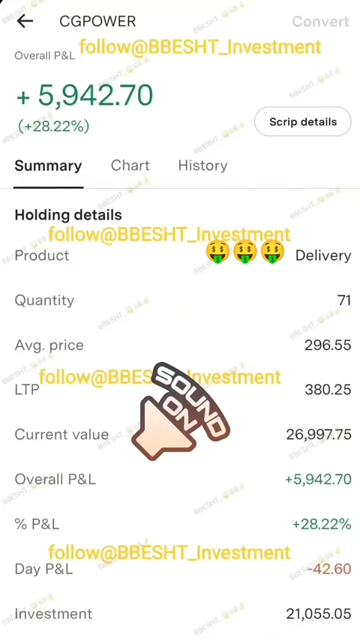 CGPOWER
Convert
follow@BBESHT_Investment
Overall P&L
+ 5,942.70
(+28.22%)
Scrip details
Summary Chart History
Holding details
follow@BBESHT_Investment
Product 🤑🤑🤑 Delivery
Quantity 71
Avg. price 296.55
follow@BBESHT_Investment
SOUND
ON
LTP 380.25
Current value 26,997.75
Overall P&L +5,942.70
% P&L +28.22%
follow@BBESHT_Investment
Day P&L -42.60
Investment 21,055.05